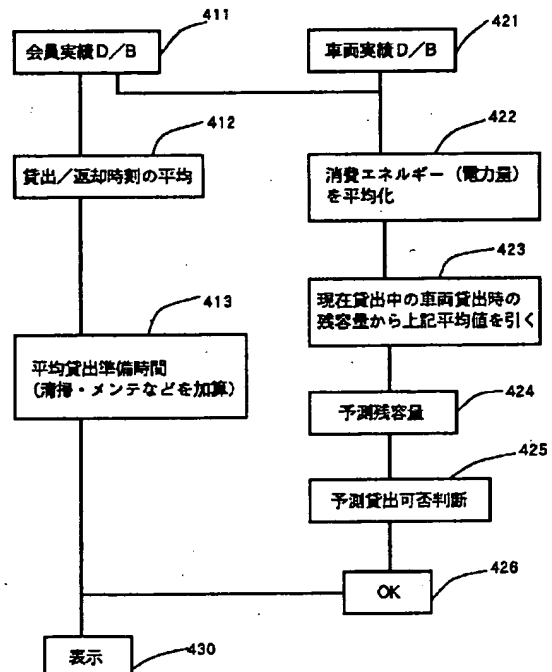 411
会員実績D/B
421
車両実績D/B
412
貸出/返却時刻の平均
422
消費エネルギー(電力量)
を平均化
423
現在貸出中の車両貸出時の
残容量から上記平均値を引く
413
平均貸出準備時間
(清掃・メンテなどを加算)
424
予測残容量
425
予測貸出可否判断
426
OK
430
表示